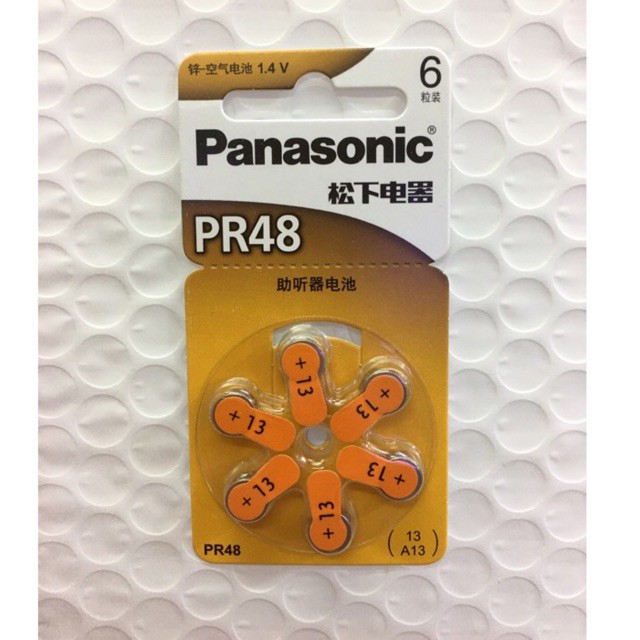 锌-空气电池 1.4 V
6
粒装
Panasonic®
松下电器
PR48
助听器电池
+ 13
+ 13
+ 13
+ 13
+ 13
+ 13
PR48
( 13
A13 )